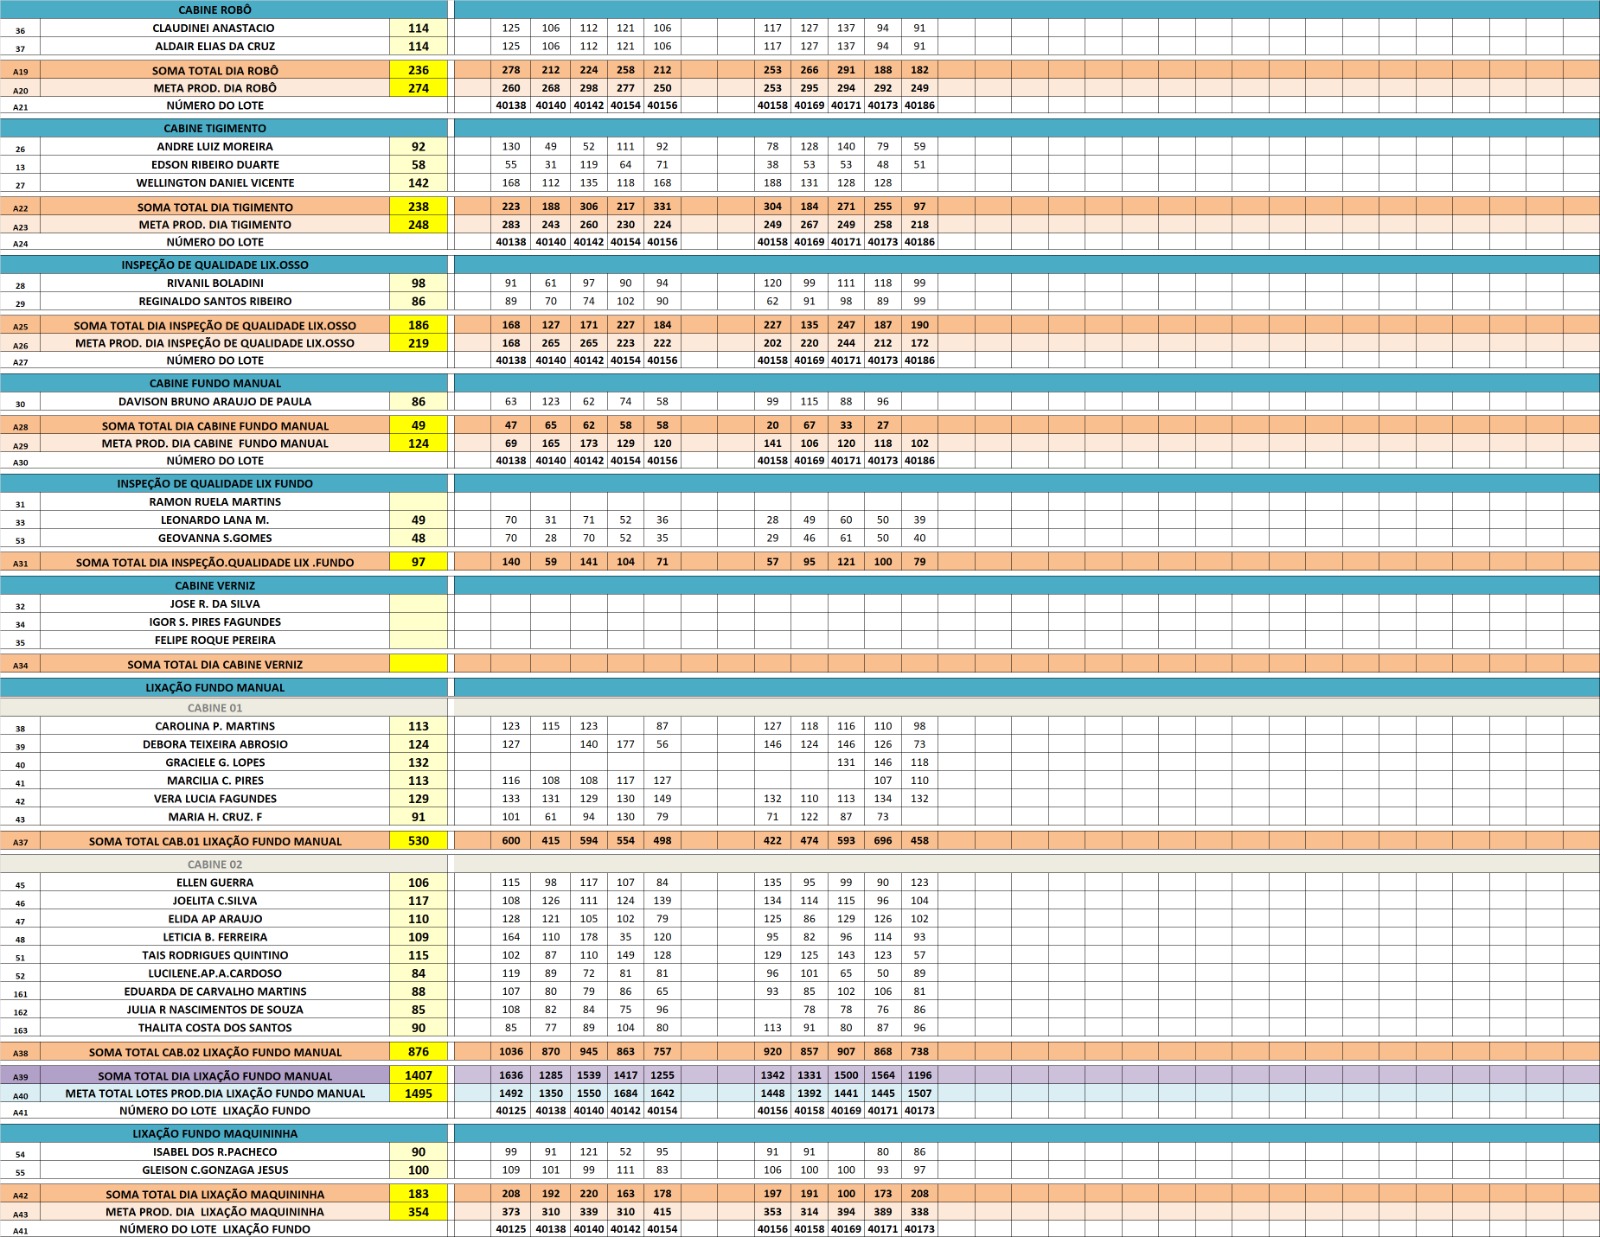 CABINE ROBÔ
36 CLAUDINEI ANASTACIO 114 125 106 112 121 106 117 127 137 94 91
37 ALDAIR ELIAS DA CRUZ 114 125 106 112 121 106 117 127 137 94 91
A19 SOMA TOTAL DIA ROBÔ 236 278 212 224 258 212 253 266 291 188 182
A20 META PROD. DIA ROBÔ 274 260 268 298 277 250 253 295 294 292 249
A21 NÚMERO DO LOTE 40138 40140 40142 40154 40156 40158 40169 40171 40173 40186
CABINE TIGIMENTO
26 ANDRE LUIZ MOREIRA 92 130 49 52 111 92 78 128 140 79 59
13 EDSON RIBEIRO DUARTE 58 55 31 119 64 71 38 53 53 48 51
27 WELLINGTON DANIEL VICENTE 142 168 112 135 118 168 188 131 128 128
A22 SOMA TOTAL DIA TIGIMENTO 238 223 188 306 217 331 304 184 271 255 97
A23 META PROD. DIA TIGIMENTO 248 283 243 260 230 224 249 267 249 258 218
A24 NÚMERO DO LOTE 40138 40140 40142 40154 40156 40158 40169 40171 40173 40186
INSPEÇÃO DE QUALIDADE LIX.OSSO
28 RIVANIL BOLADINI 98 91 61 97 90 94 120 99 111 118 99
29 REGINALDO SANTOS RIBEIRO 86 89 70 74 102 90 62 91 98 89 99
A25 SOMA TOTAL DIA INSPEÇÃO DE QUALIDADE LIX.OSSO 186 168 127 171 227 184 227 135 247 187 190
A26 META PROD. DIA INSPEÇÃO DE QUALIDADE LIX.OSSO 219 168 265 265 223 222 202 220 244 212 172
A27 NÚMERO DO LOTE 40138 40140 40142 40154 40156 40158 40169 40171 40173 40186
CABINE FUNDO MANUAL
30 DAVISON BRUNO ARAUJO DE PAULA 86 63 123 62 74 58 99 115 88 96
A28 SOMA TOTAL DIA CABINE FUNDO MANUAL 49 47 65 62 58 58 20 67 33 27
A29 META PROD. DIA CABINE FUNDO MANUAL 124 69 165 173 129 120 141 106 120 118 102
A30 NÚMERO DO LOTE 40138 40140 40142 40154 40156 40158 40169 40171 40173 40186
INSPEÇÃO DE QUALIDADE LIX FUNDO
31 RAMON RUELA MARTINS
33 LEONARDO LANA M. 49 70 31 71 52 36 28 49 60 50 39
53 GEOVANNA S.GOMES 48 70 28 70 52 35 29 46 61 50 40
A31 SOMA TOTAL DIA INSPEÇÃO.QUALIDADE LIX .FUNDO 97 140 59 141 104 71 57 95 121 100 79
CABINE VERNIZ
32 JOSE R. DA SILVA
34 IGOR S. PIRES FAGUNDES
35 FELIPE ROQUE PEREIRA
A34 SOMA TOTAL DIA CABINE VERNIZ
LIXAÇÃO FUNDO MANUAL
CABINE 01
38 CAROLINA P. MARTINS 113 123 115 123 87 127 118 116 110 98
39 DEBORA TEIXEIRA ABROSIO 124 127 140 177 56 146 124 146 126 73
40 GRACIELE G. LOPES 132 131 146 118
41 MARCILIA C. PIRES 113 116 108 108 117 127 107 110
42 VERA LUCIA FAGUNDES 129 133 131 129 130 149 132 110 113 134 132
43 MARIA H. CRUZ. F 91 101 61 94 130 79 71 122 87 73
A37 SOMA TOTAL CAB.01 LIXAÇÃO FUNDO MANUAL 530 600 415 594 554 498 422 474 593 696 458
CABINE 02
45 ELLEN GUERRA 106 115 98 117 107 84 135 95 99 90 123
46 JOELITA C.SILVA 117 108 126 111 124 139 134 114 115 96 104
47 ELIDA AP ARAUJO 110 128 121 105 102 79 125 86 129 126 102
48 LETICIA B. FERREIRA 109 164 110 178 35 120 95 82 96 114 93
51 TAIS RODRIGUES QUINTINO 115 102 87 110 149 128 129 125 143 123 57
52 LUCILENE.AP.A.CARDOSO 84 119 89 72 81 81 96 101 65 50 89
161 EDUARDA DE CARVALHO MARTINS 88 107 80 79 86 65 93 85 102 106 81
162 JULIA R NASCIMENTOS DE SOUZA 85 108 82 84 75 96 78 78 76 86
163 THALITA COSTA DOS SANTOS 90 85 77 89 104 80 113 91 80 87 96
A38 SOMA TOTAL CAB.02 LIXAÇÃO FUNDO MANUAL 876 1036 870 945 863 757 920 857 907 868 738
A39 SOMA TOTAL DIA LIXAÇÃO FUNDO MANUAL 1407 1636 1285 1539 1417 1255 1342 1331 1500 1564 1196
A40 META TOTAL LOTES PROD.DIA LIXAÇÃO FUNDO MANUAL 1495 1492 1350 1550 1684 1642 1448 1392 1441 1445 1507
A41 NÚMERO DO LOTE LIXAÇÃO FUNDO 40125 40138 40140 40142 40154 40156 40158 40169 40171 40173
LIXAÇÃO FUNDO MAQUININHA
54 ISABEL DOS R.PACHECO 90 99 91 121 52 95 91 91 80 86
55 GLEISON C.GONZAGA JESUS 100 109 101 99 111 83 106 100 100 93 97
A42 SOMA TOTAL DIA LIXAÇÃO MAQUININHA 183 208 192 220 163 178 197 191 100 173 208
A43 META PROD. DIA LIXAÇÃO MAQUININHA 354 373 310 339 310 415 353 314 394 389 338
A41 NÚMERO DO LOTE LIXAÇÃO FUNDO 40125 40138 40140 40142 40154 40156 40158 40169 40171 40173